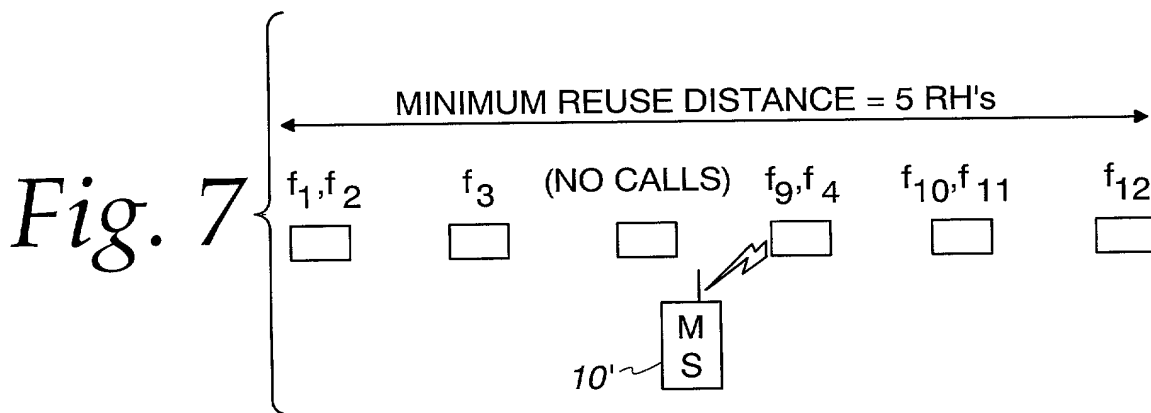 Fig. 7
MINIMUM REUSE DISTANCE = 5 RH's
f1,f2 f3 (NO CALLS) f9,f4 f10,f11 f12
M
S
10'